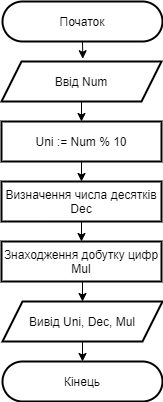 Початок
Ввід Num
Uni := Num % 10
Визначення числа десятків
Dec
Знаходження добутку цифр
Mul
Вивід Uni, Dec, Mul
Кінець